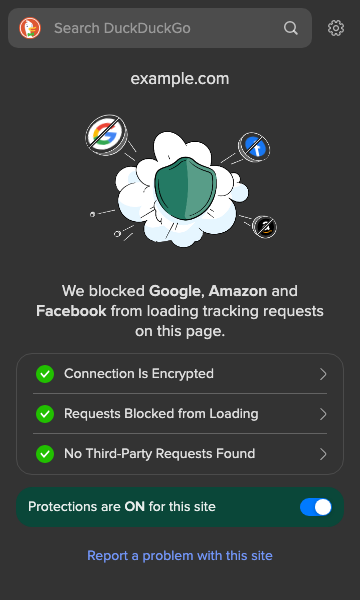 Search DuckDuckGo
example.com
We blocked Google, Amazon and
Facebook from loading tracking requests
on this page.
Connection Is Encrypted
Requests Blocked from Loading
No Third-Party Requests Found
Protections are ON for this site
Report a problem with this site